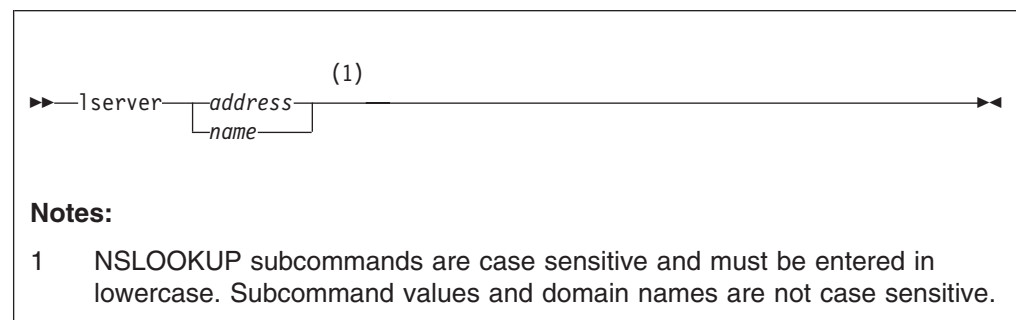 (1)
lserver address
name
Notes:
1 NSLOOKUP subcommands are case sensitive and must be entered in
lowercase. Subcommand values and domain names are not case sensitive.